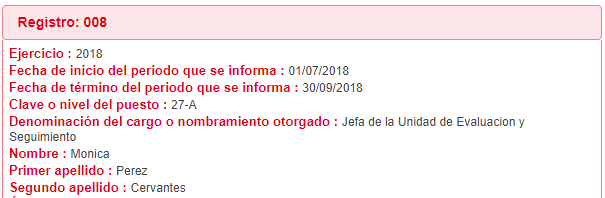 Registro: 008
Ejercicio : 2018
Fecha de inicio del periodo que se informa : 01/07/2018
Fecha de término del periodo que se informa : 30/09/2018
Clave o nivel del puesto : 27-A
Denominación del cargo o nombramiento otorgado : Jefa de la Unidad de Evaluacion y
Seguimiento
Nombre : Monica
Primer apellido : Perez
Segundo apellido : Cervantes